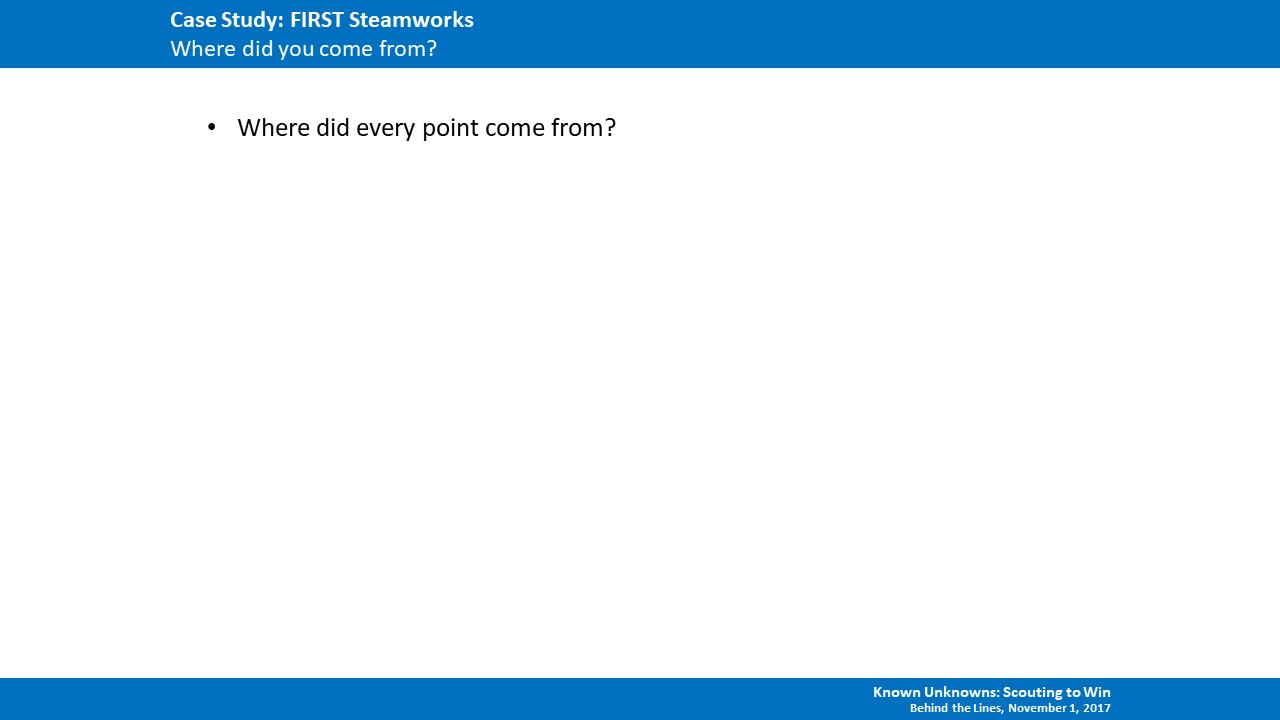 Case Study: FIRST Steamworks
Where did you come from?
• Where did every point come from?
Known Unknowns: Scouting to Win
Behind the Lines, November 1, 2017